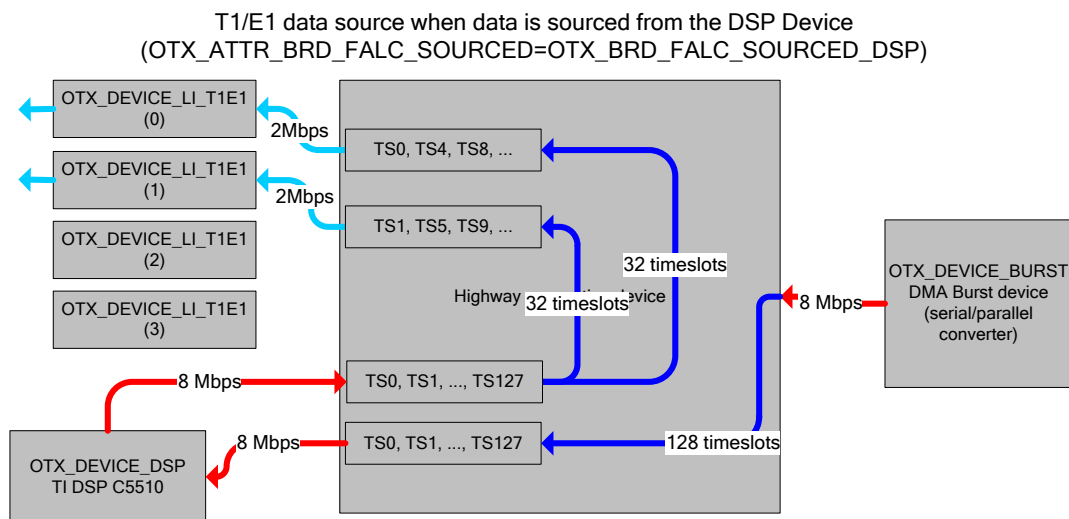 T1/E1 data source when data is sourced from the DSP Device
(OTX_ATTR_BRD_FALC_SOURCED=OTX_BRD_FALC_SOURCED_DSP)
OTX_DEVICE_LI_T1E1
(0)
2Mbps
TS0, TS4, TS8, ...
OTX_DEVICE_LI_T1E1
(1)
2Mbps
TS1, TS5, TS9, ...
OTX_DEVICE_LI_T1E1
(2)
OTX_DEVICE_LI_T1E1
(3)
32 timeslots
Highway
device
32 timeslots
8 Mbps
OTX_DEVICE_BURST
DMA Burst device
(serial/parallel
converter)
8 Mbps
TS0, TS1, ..., TS127
8 Mbps
TS0, TS1, ..., TS127
128 timeslots
OTX_DEVICE_DSP
TI DSP C5510